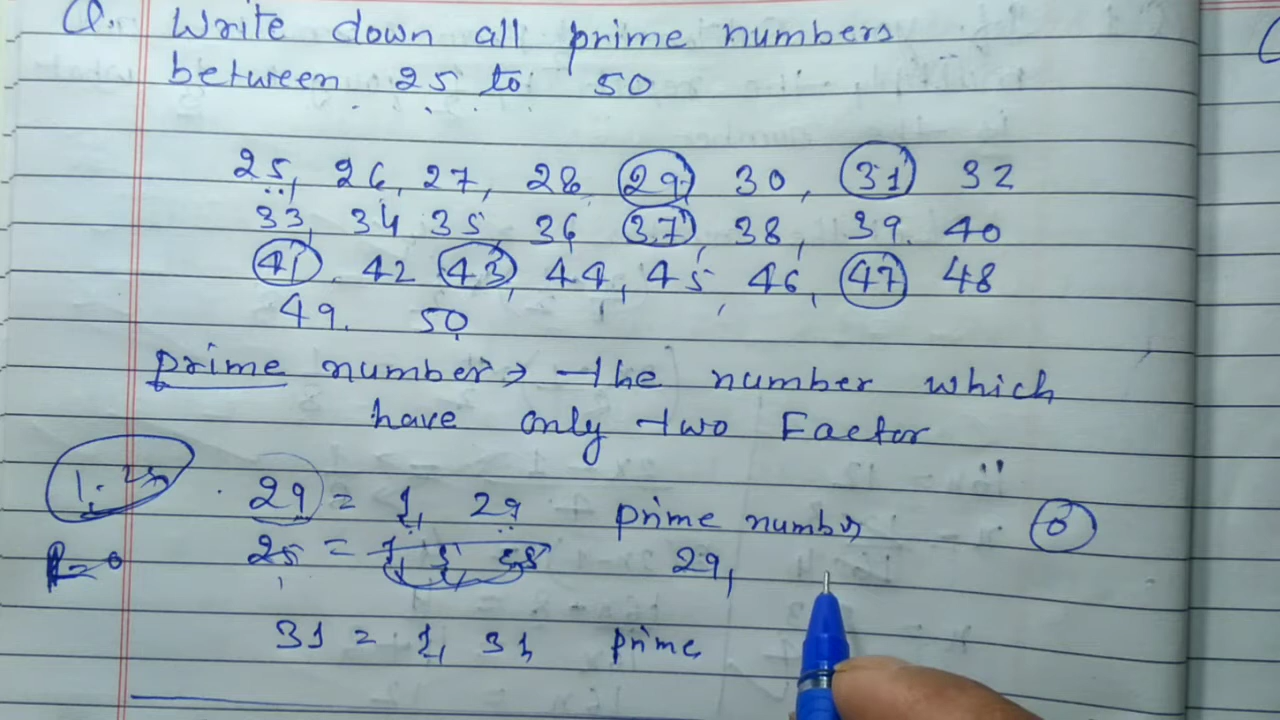 Q. Write down all prime numbers
between 25 to 50
25, 26, 27, 28, 29, 30, 31 32
33, 34 35, 36, 37, 38, 39. 40
41. 42 43, 44, 45, 46, 47 48
49. 50
prime number → The number which
have only two Factor
29 = 1, 29 prime number 6
25 = 1, 5, 25 29,
31 = 1, 31, prime,